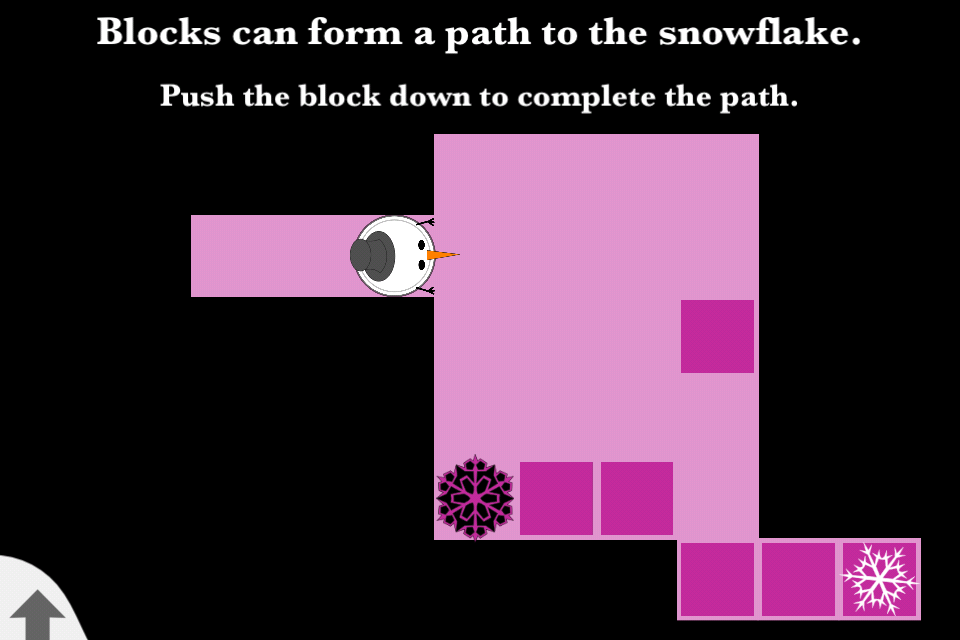 Blocks can form a path to the snowflake.
Push the block down to complete the path.